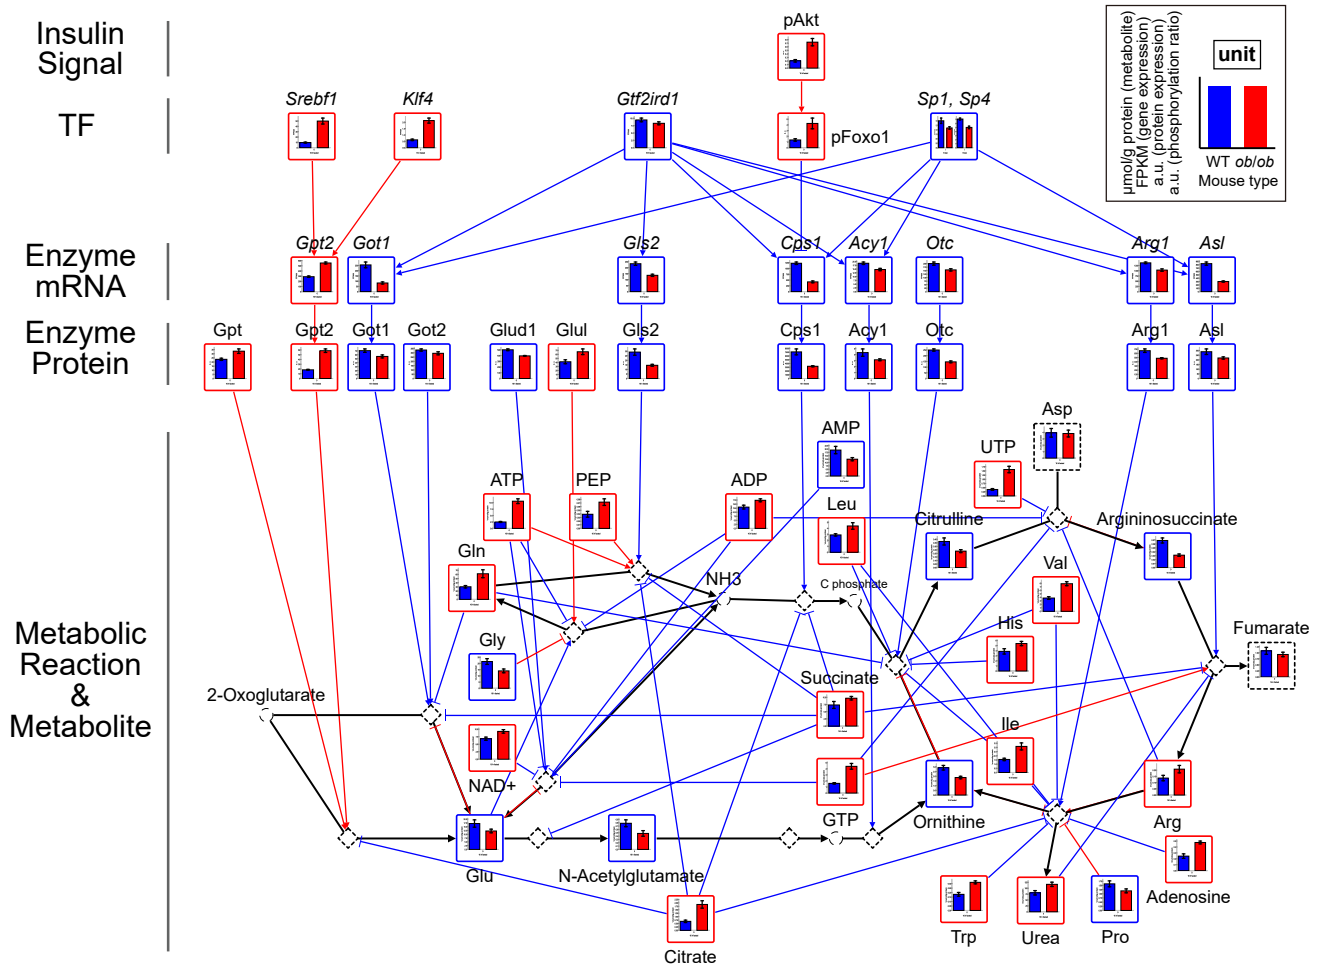 Insulin
Signal
pAkt
μmol/g protein (metabolite)
FPKM (gene expression)
a.u. (protein expression)
a.u. (phosphorylation ratio)
unit
WT ob/ob
Mouse type
TF
Srebf1
Klf4
Gtf2ird1
pFoxo1
Sp1, Sp4
Enzyme
mRNA
Gpt2
Got1
Gls2
Cps1
Acy1
Otc
Arg1
Asl
Enzyme
Protein
Gpt
Gpt2
Got1
Got2
Glud1
Glul
Gls2
Cps1
Acy1
Otc
Arg1
Asl
Metabolic
Reaction
&
Metabolite
Asp
AMP
UTP
ATP
PEP
ADP
Leu
Citrulline
Argininosuccinate
Gln
NH3
C phosphate
Val
Gly
His
Fumarate
Succinate
2-Oxoglutarate
Ile
NAD+
GTP
Ornithine
Arg
Glu
N-Acetylglutamate
Adenosine
Citrate
Trp
Urea
Pro